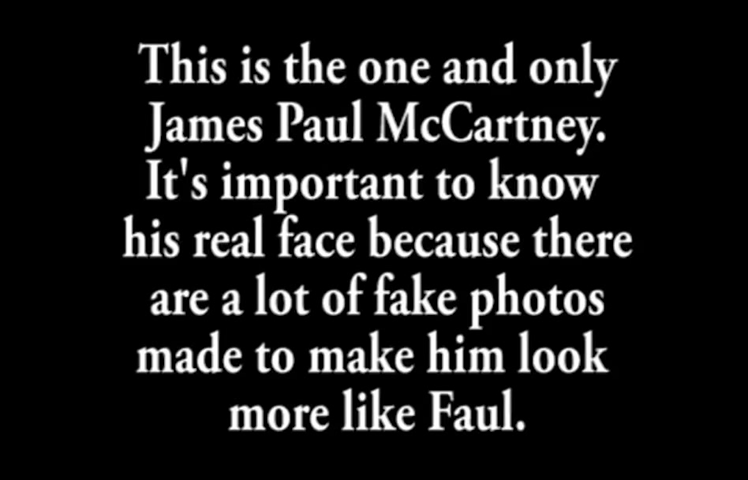 This is the one and only
James Paul McCartney.
It's important to know
his real face because there
are a lot of fake photos
made to make him look
more like Faul.